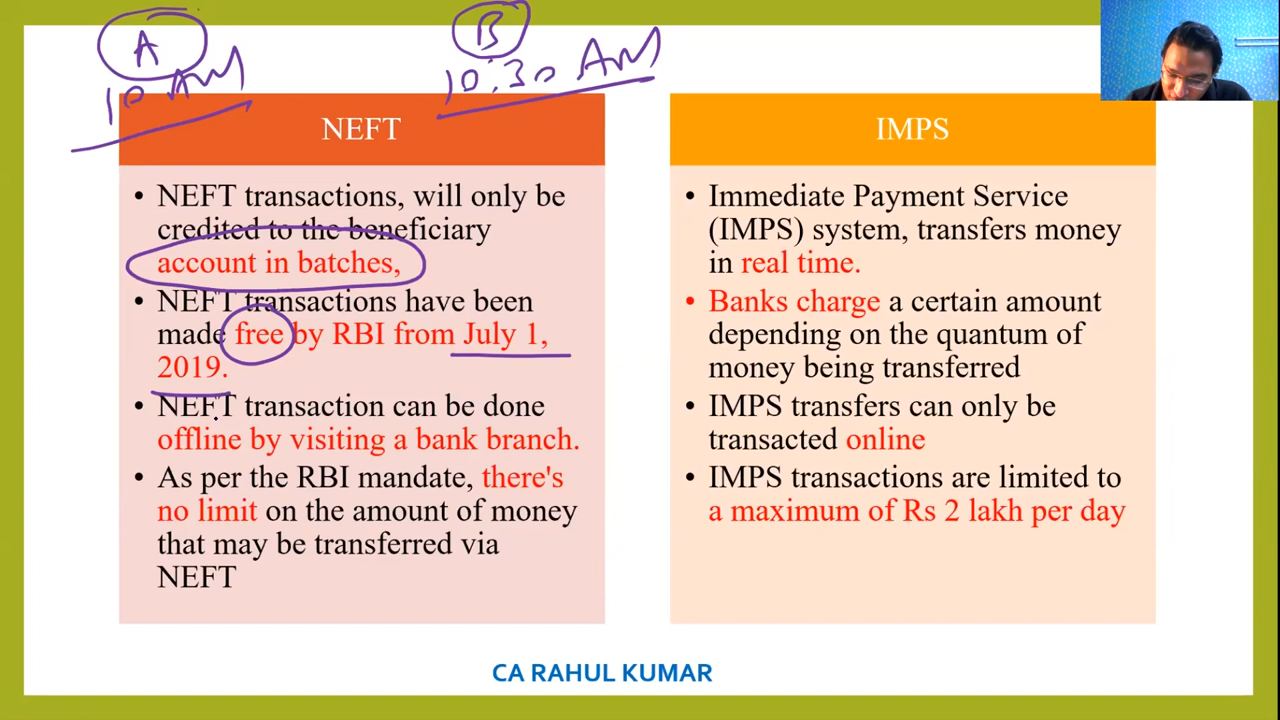 A
B
10 AM
10:30 AM
NEFT
• NEFT transactions, will only be
credited to the beneficiary
account in batches,
• NEFT transactions have been
made free by RBI from July 1,
2019.
• NEFT transaction can be done
offline by visiting a bank branch.
• As per the RBI mandate, there's
no limit on the amount of money
that may be transferred via
NEFT
IMPS
• Immediate Payment Service
(IMPS) system, transfers money
in real time.
• Banks charge a certain amount
depending on the quantum of
money being transferred
• IMPS transfers can only be
transacted online
• IMPS transactions are limited to
a maximum of Rs 2 lakh per day
CA RAHUL KUMAR